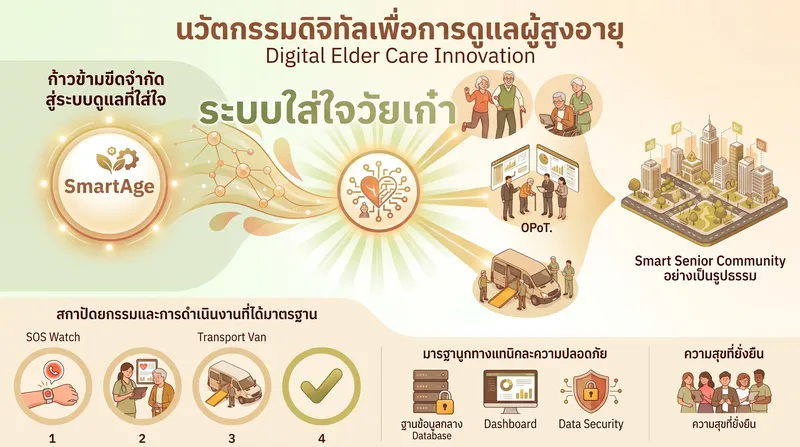 นวัตกรรมดิจิทัลเพื่อการดูแลผู้สูงอายุ
Digital Elder Care Innovation
ก้าวข้ามขีดจำกัด
สู่ระบบดูแลที่ใส่ใจ
SmartAge
ระบบใส่ใจวัยเก๋า
OPoT.
Smart Senior Community
อย่างเป็นรูปธรรม
สถาปัดยกรรมและการดำเนินงานที่ได้มาตรฐาน
SOS Watch
Transport Van
1
2
3
4
มารฐานูกทางแทนิกละความปลอดภัย
ฐานข้อมูลกลาง
Database
Dashboard
Data Security
ความสุขที่ยั่งยืน
ความสุขที่ยั่งยืน